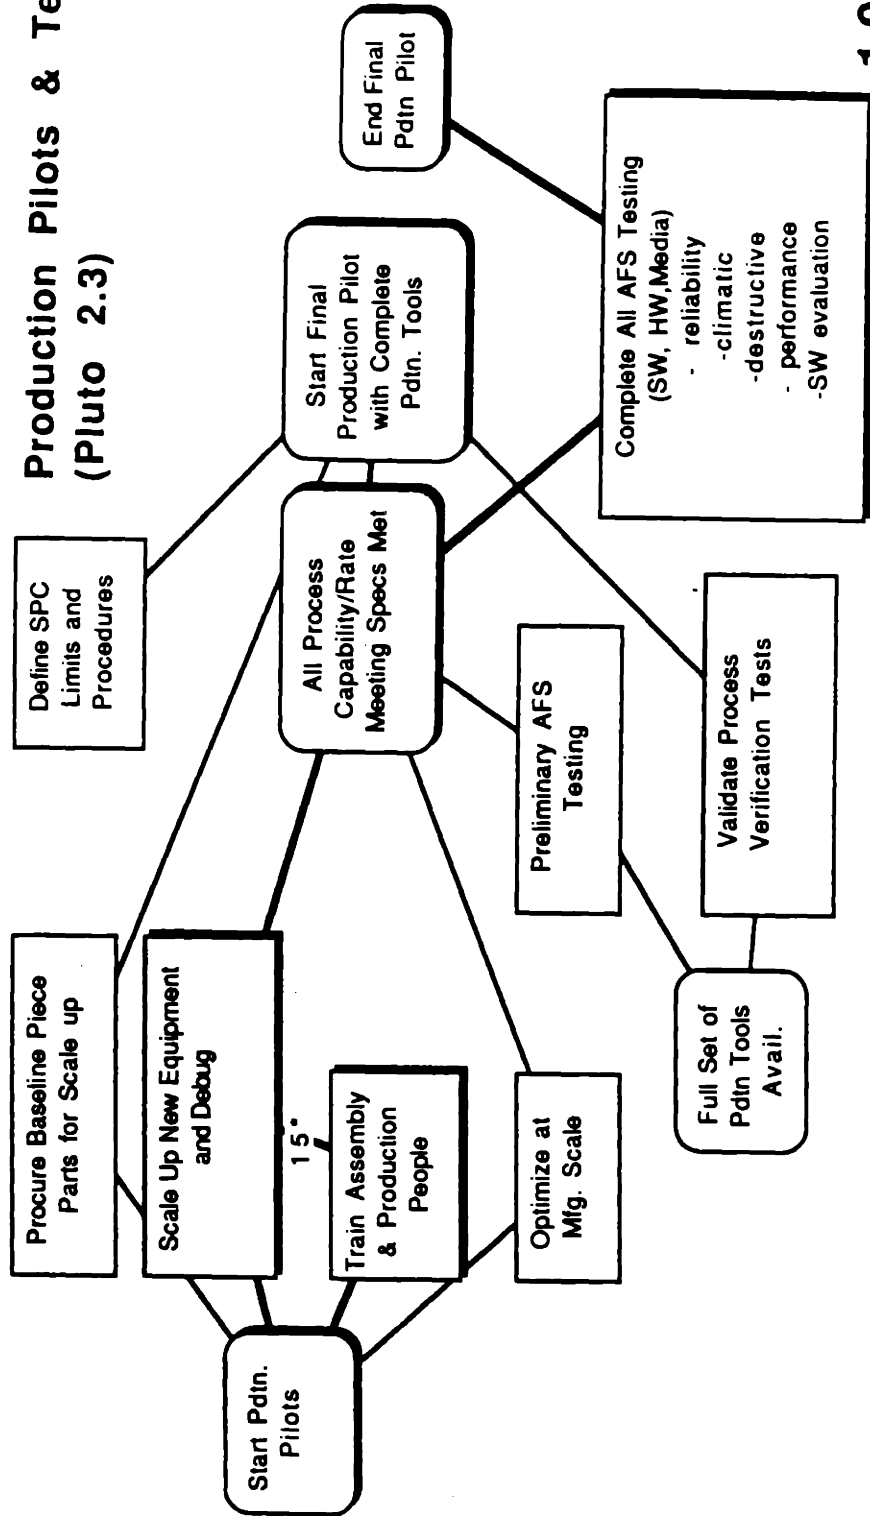 Production Pilots & Te
(Pluto 2.3)
Define SPC
Limits and
Procedures
Procure Baseline Piece
Parts for Scale up
Scale Up New Equipment
and Debug
15"
Train Assembly
& Production
People
Start Pdtn.
Pilots
Optimize at
Mfg. Scale
All Process
Capability/Rate
Meeting Specs Met
Start Final
Production Pilot
with Complete
Pdtn. Tools
End Final
Pdtn Pilot
Preliminary AFS
Testing
Full Set of
Pdtn Tools
Avail.
Validate Process
Verification Tests
Complete All AFS Testing
(SW, HW,Media)
- reliability
-climatic
-destructive
- performance
-SW evaluation